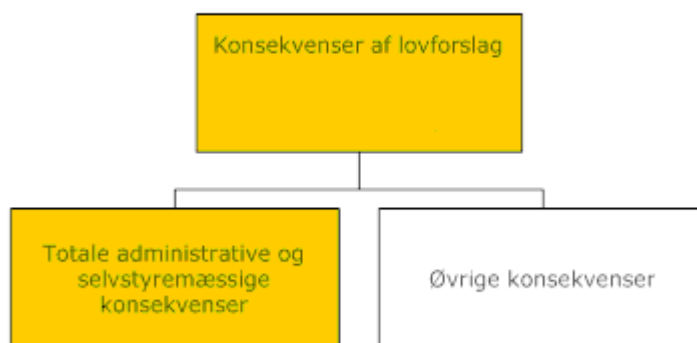 Konsekvenser af lovforslag
Totale administrative og
selvstyremæssige
konsekvenser
Øvrige konsekvenser